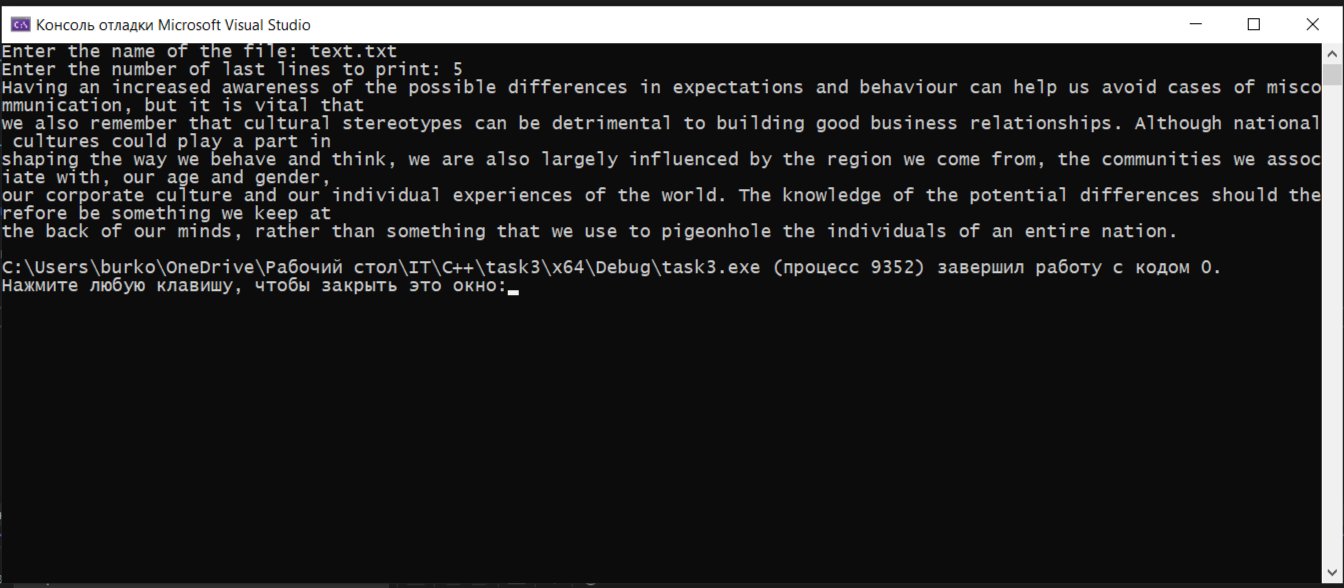 Консоль отладки Microsoft Visual Studio
Enter the name of the file: text.txt
Enter the number of last lines to print: 5
Having an increased awareness of the possible differences in expectations and behaviour can help us avoid cases of misco
mmunication, but it is vital that
we also remember that cultural stereotypes can be detrimental to building good business relationships. Although national
 cultures could play a part in
shaping the way we behave and think, we are also largely influenced by the region we come from, the communities we assoc
iate with, our age and gender,
our corporate culture and our individual experiences of the world. The knowledge of the potential differences should the
refore be something we keep at
the back of our minds, rather than something that we use to pigeonhole the individuals of an entire nation.
C:\Users\burko\OneDrive\Рабочий стол\IT\C++\task3\x64\Debug\task3.exe (процесс 9352) завершил работу с кодом 0.
Нажмите любую клавишу, чтобы закрыть это окно: